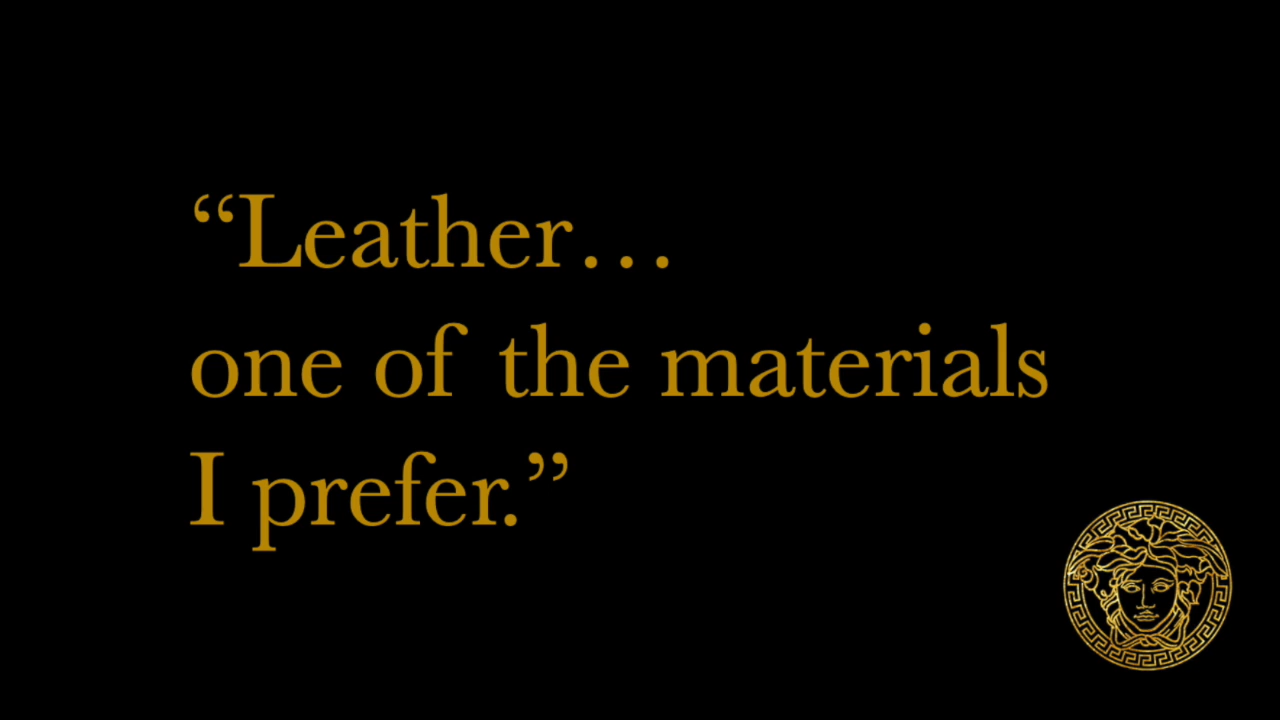 “Leather…
one of the materials
I prefer.”